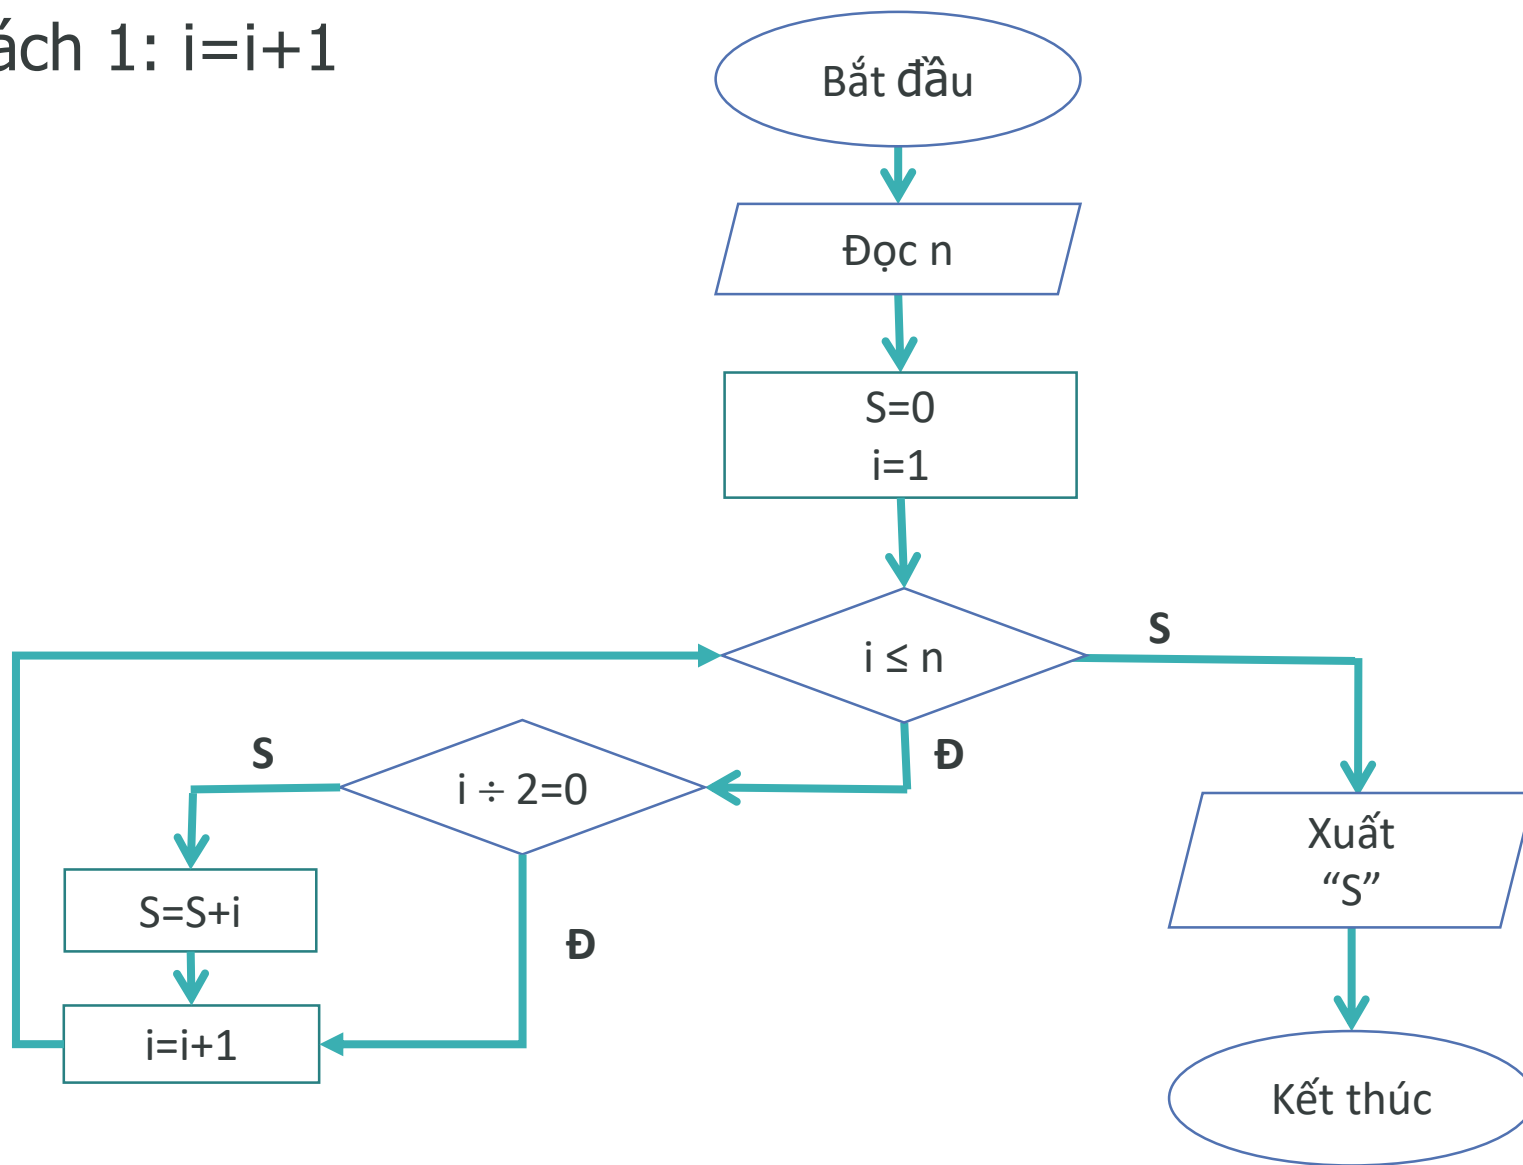 ách 1: i=i+1
Bắt đầu
Đọc n
S=0
i=1
i ≤ n
S
Đ
S
i ÷ 2=0
Xuất
“S”
S=S+i
Đ
i=i+1
Kết thúc